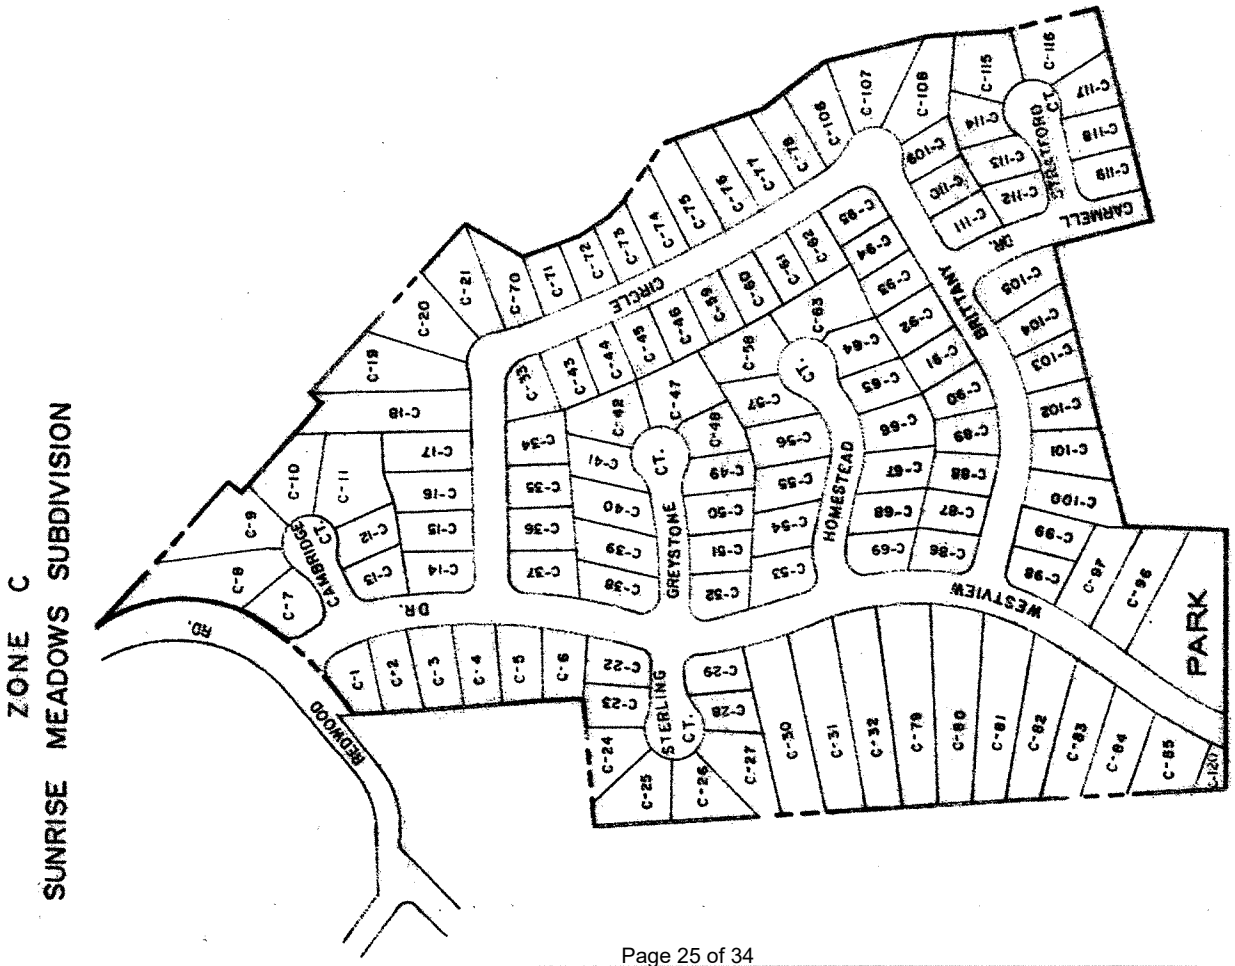 ZONE C
SUNRISE MEADOWS SUBDIVISION
C-116
C-115
C-117
C-107
C-108
C-106
C-114
C-118
C-113
C-119
C-112
C-109
C-110
C-111
STRATFORD
CT.
CARMELL
DR.
C-78
C-77
C-76
C-75
C-74
C-73
C-72
C-71
C-70
C-21
C-20
C-19
C-18
CIRCLE
C-95
C-94
C-93
C-92
C-91
C-90
C-89
C-88
C-87
C-86
BRITTANY
C-105
C-104
C-103
C-102
C-101
C-100
C-99
C-98
C-97
C-96
PARK
C-62
C-61
C-60
C-59
C-46
C-45
C-44
C-43
C-33
C-34
C-35
C-36
C-37
C-63
C-64
C-65
C-66
C-67
C-68
C-69
CT.
HOMESTEAD
C-58
C-57
C-56
C-55
C-54
C-53
C-47
C-48
C-49
C-50
C-51
C-52
CT.
GREYSTONE
C-42
C-41
C-40
C-39
C-38
C-17
C-16
C-15
C-14
C-13
C-12
C-11
C-10
C-9
C-8
C-7
CAMBRIDGE
CT.
DR.
RD.
REDWOOD
C-1
C-2
C-3
C-4
C-5
C-6
C-22
C-23
C-24
C-25
C-26
C-27
C-28
C-29
STERLING
CT.
WESTVIEW
C-30
C-31
C-32
C-79
C-80
C-81
C-82
C-83
C-84
C-85
C-120
Page 25 of 34